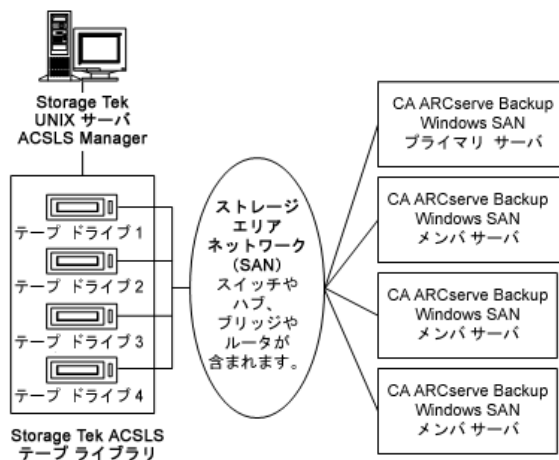 Storage Tek
UNIX サーバ
ACSLS Manager
テープ ドライブ 1
テープ ドライブ 2
テープ ドライブ 3
テープ ドライブ 4
Storage Tek ACSLS
テープ ライブラリ
ストレージ
エリア
ネットワーク
(SAN)
スイッチや
ハブ、
ブリッジや
ルータが
含まれます。
CA ARCserve Backup
Windows SAN
プライマリ サーバ
CA ARCserve Backup
Windows SAN
メンバ サーバ
CA ARCserve Backup
Windows SAN
メンバ サーバ
CA ARCserve Backup
Windows SAN
メンバ サーバ